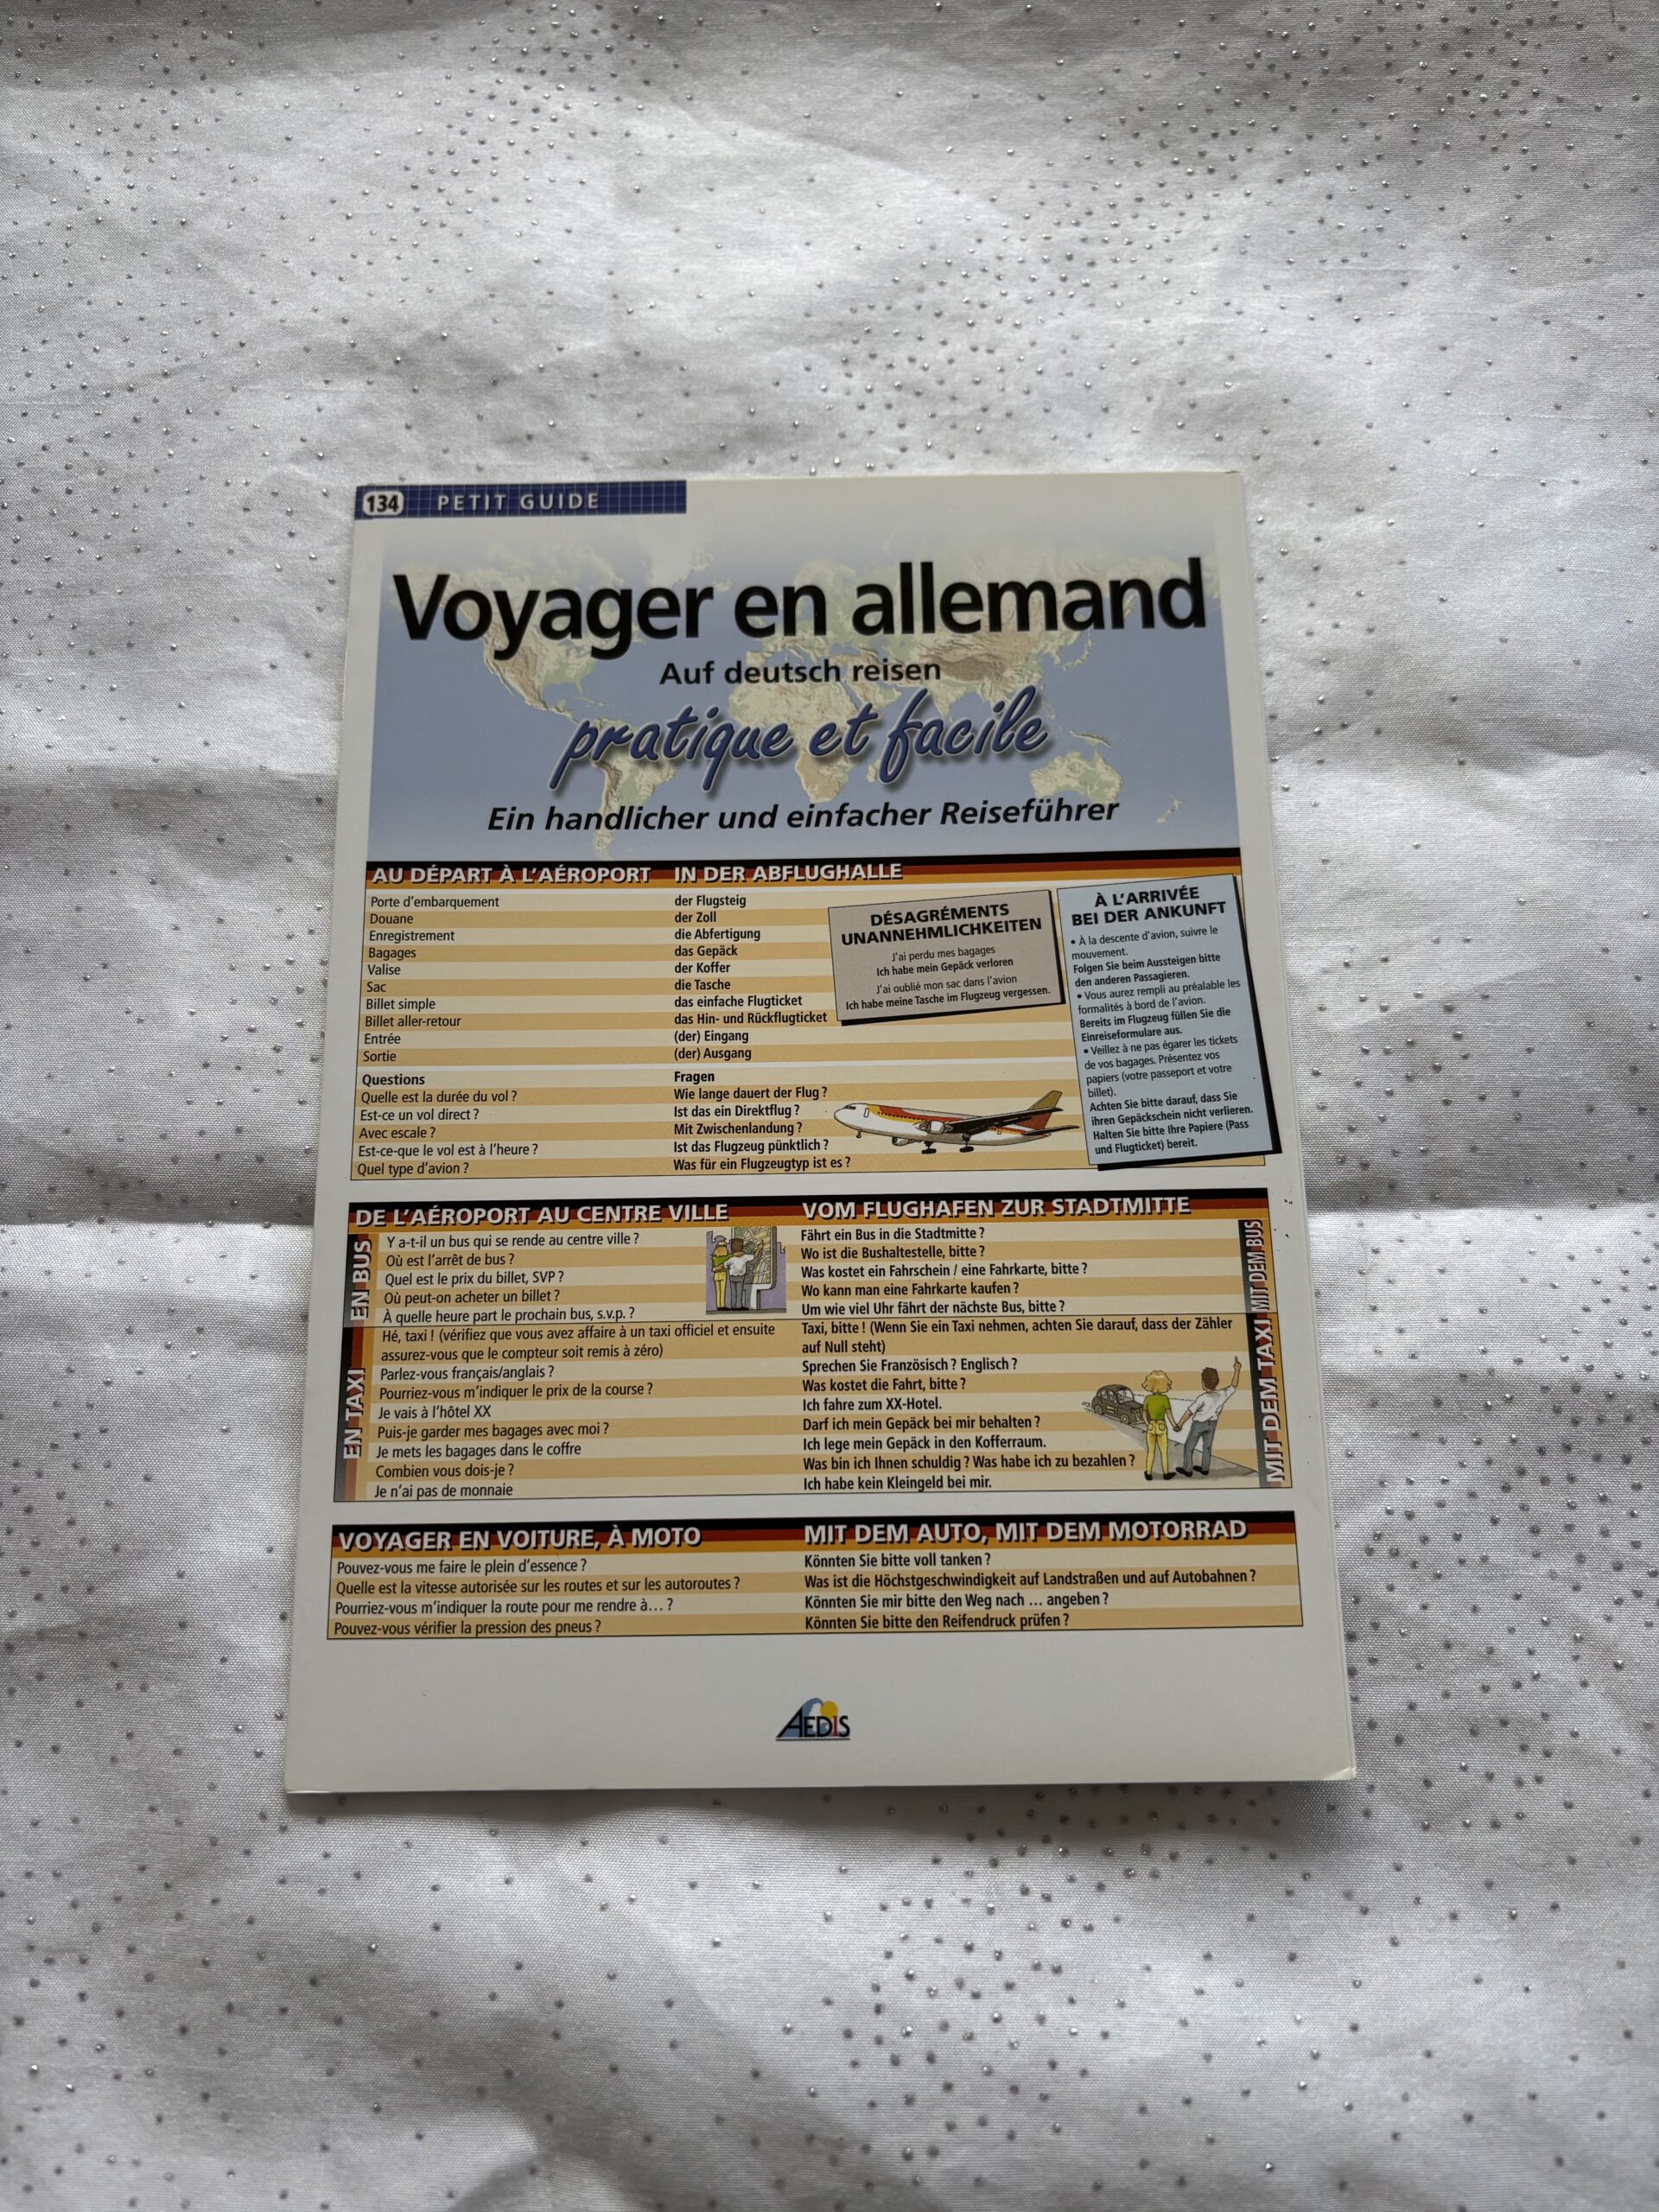 134 PETIT GUIDE
Voyager en allemand
Auf deutsch reisen
pratique et facile
Ein handlicher und einfacher Reiseführer
AU DÉPART À L'AÉROPORT IN DER ABFLUGHALLE
Porte d'embarquement der Flugsteig
Douane der Zoll
Enregistrement die Abfertigung
Bagages das Gepäck
Valise der Koffer
Sac die Tasche
Billet simple das einfache Flugticket
Billet aller-retour das Hin- und Rückflugticket
Entrée (der) Eingang
Sortie (der) Ausgang
Questions Fragen
Quelle est la durée du vol ? Wie lange dauert der Flug ?
Est-ce un vol direct ? Ist das ein Direktflug ?
Avec escale ? Mit Zwischenlandung ?
Est-ce-que le vol est à l'heure ? Ist das Flugzeug pünktlich ?
Quel type d'avion ? Was für ein Flugzeugtyp ist es ?
DÉSAGRÉMENTS
UNANNEHMLICHKEITEN
J'ai perdu mes bagages
Ich habe mein Gepäck verloren
J'ai oublié mon sac dans l'avion
Ich habe meine Tasche im Flugzeug vergessen.
À L'ARRIVÉE
BEI DER ANKUNFT
• À la descente d'avion, suivre le
mouvement.
Folgen Sie beim Aussteigen bitte
den anderen Passagieren.
• Vous aurez rempli au préalable les
formalités à bord de l'avion.
Bereits im Flugzeug füllen Sie die
Einreiseformulare aus.
• Veillez à ne pas égarer les tickets
de vos bagages. Présentez vos
papiers (votre passeport et votre
billet).
Achten Sie bitte darauf, dass Sie
ihren Gepäckschein nicht verlieren.
Halten Sie bitte Ihre Papiere (Pass
und Flugticket) bereit.
DE L'AÉROPORT AU CENTRE VILLE VOM FLUGHAFEN ZUR STADTMITTE
EN BUS
Y a-t-il un bus qui se rende au centre ville ? Fährt ein Bus in die Stadtmitte ?
Où est l'arrêt de bus ? Wo ist die Bushaltestelle, bitte ?
Quel est le prix du billet, SVP ? Was kostet ein Fahrschein / eine Fahrkarte, bitte ?
Où peut-on acheter un billet ? Wo kann man eine Fahrkarte kaufen ?
À quelle heure part le prochain bus, s.v.p. ? Um wie viel Uhr fährt der nächste Bus, bitte ?
MIT DEM BUS
EN TAXI
Hé, taxi ! (vérifiez que vous avez affaire à un taxi officiel et ensuite Taxi, bitte ! (Wenn Sie ein Taxi nehmen, achten Sie darauf, dass der Zähler
assurez-vous que le compteur soit remis à zéro) auf Null steht)
Parlez-vous français/anglais ? Sprechen Sie Französisch ? Englisch ?
Pourriez-vous m'indiquer le prix de la course ? Was kostet die Fahrt, bitte ?
Je vais à l'hôtel XX Ich fahre zum XX-Hotel.
Puis-je garder mes bagages avec moi ? Darf ich mein Gepäck bei mir behalten ?
Je mets les bagages dans le coffre Ich lege mein Gepäck in den Kofferraum.
Combien vous dois-je ? Was bin ich Ihnen schuldig ? Was habe ich zu bezahlen ?
Je n'ai pas de monnaie Ich habe kein Kleingeld bei mir.
MIT DEM TAXI
VOYAGER EN VOITURE, À MOTO MIT DEM AUTO, MIT DEM MOTORRAD
Pouvez-vous me faire le plein d'essence ? Könnten Sie bitte voll tanken ?
Quelle est la vitesse autorisée sur les routes et sur les autoroutes ? Was ist die Höchstgeschwindigkeit auf Landstraßen und auf Autobahnen ?
Pourriez-vous m'indiquer la route pour me rendre à... ? Könnten Sie mir bitte den Weg nach ... angeben ?
Pouvez-vous vérifier la pression des pneus ? Könnten Sie bitte den Reifendruck prüfen ?
AEDIS